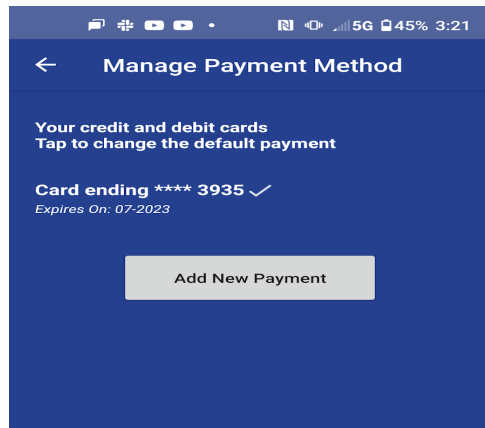 5G 45% 3:21
Manage Payment Method
Your credit and debit cards
Tap to change the default payment
Card ending **** 3935
Expires On: 07-2023
Add New Payment